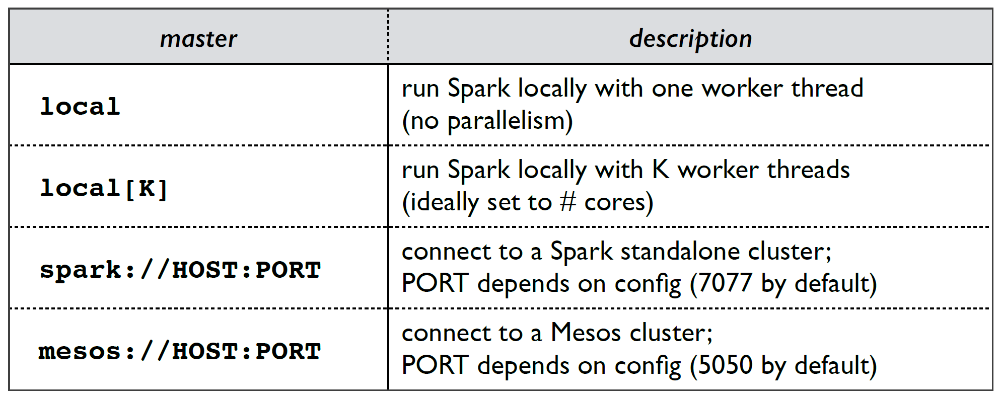 master description
local
run Spark locally with one worker thread
(no parallelism)
local[K]
run Spark locally with K worker threads
(ideally set to # cores)
spark://HOST:PORT
connect to a Spark standalone cluster;
PORT depends on config (7077 by default)
mesos://HOST:PORT
connect to a Mesos cluster;
PORT depends on config (5050 by default)